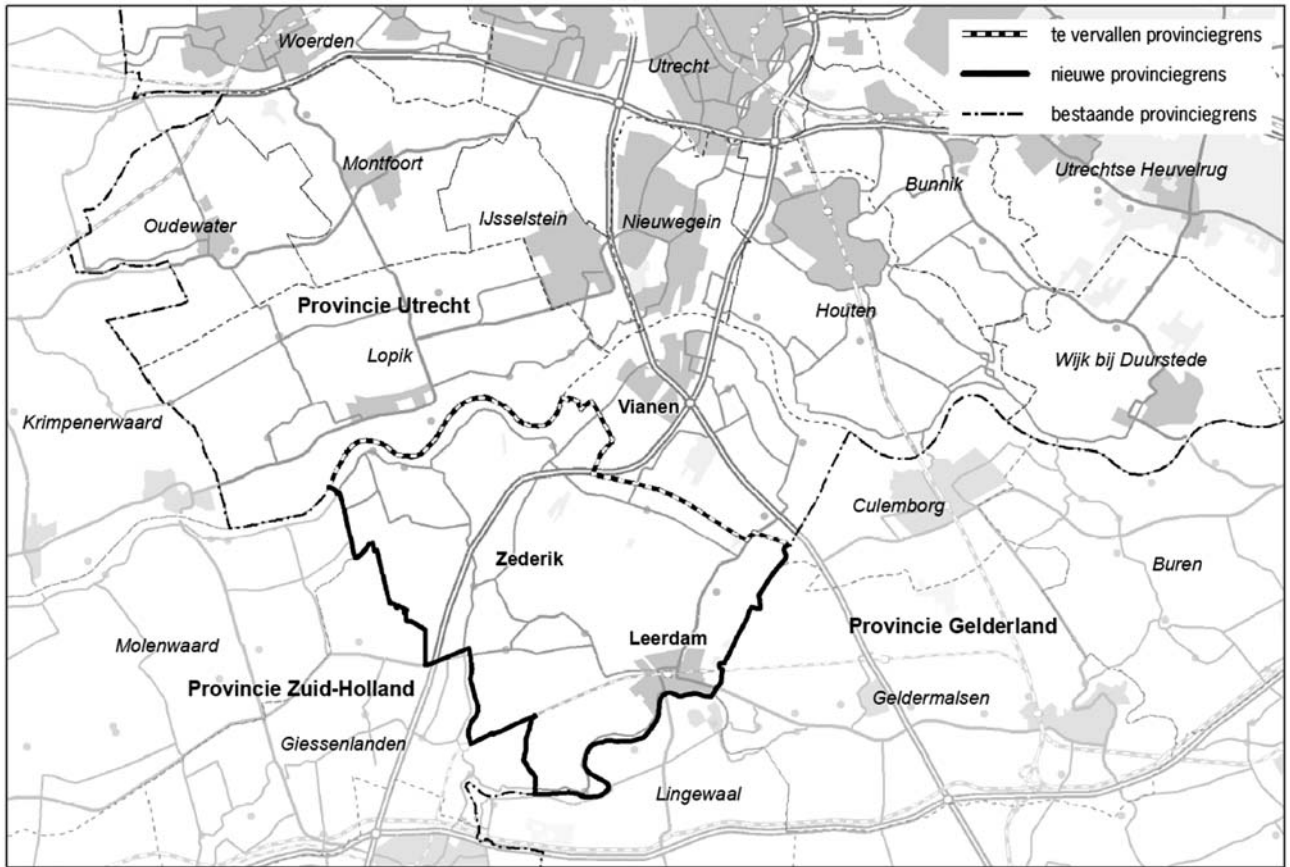 te vervallen provinciegrens
nieuwe provinciegrens
bestaande provinciegrens
Woerden
Utrecht
Montfoort
Utrechtse Heuvelrug
Bunnik
Oudewater
IJsselstein
Nieuwegein
Provincie Utrecht
Houten
Lopik
Wijk bij Duurstede
Vianen
Krimpenerwaard
Culemborg
Zederik
Buren
Provincie Gelderland
Leerdam
Molenwaard
Provincie Zuid-Holland
Geldermalsen
Giessenlanden
Lingewaal